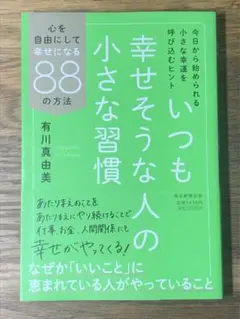 今日から始められる
小さな幸運を
呼び込むヒント
いつも
幸せそうな人の
小さな習慣
心を
自由にして
幸せになる
88
の方法
有川真由美
毎日新聞出版
あたりまえのことを
あたりまえにやり続けることで
仕事、お金、人間関係にも
幸せがやってくる!
なぜか「いいこと」に
恵まれている人がやっていること